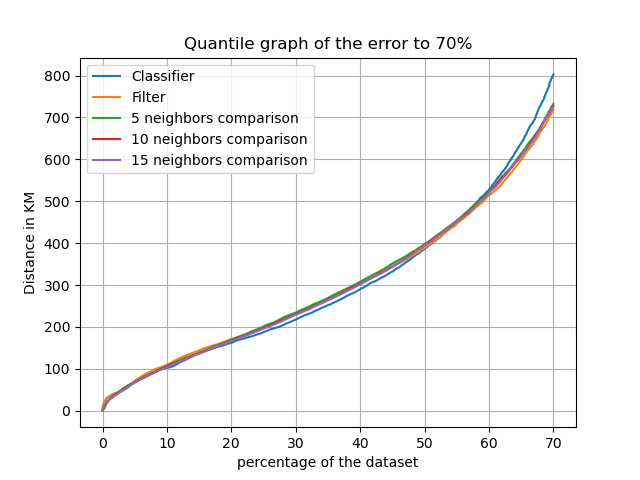 Quantile graph of the error to 70%
Classifier
Filter
5 neighbors comparison
10 neighbors comparison
15 neighbors comparison
Distance in KM
800
700
600
500
400
300
200
100
0
0 10 20 30 40 50 60 70
percentage of the dataset